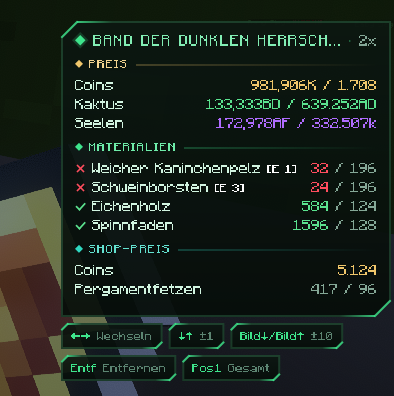 BAND DER DUNKLEN HERRSCH... · 2x
PREIS
Coins 981,906K / 1.708
Kaktus 133,333BD / 639.252AD
Seelen 172,978AF / 332.507k
MATERIALIEN
× Weicher Kaninchenpelz [E 1] 32 / 196
× Schweinborsten [E 3] 24 / 196
✓ Eichenholz 584 / 124
✓ Spinnfaden 1596 / 128
SHOP-PREIS
Coins 5.124
Pergamentfetzen 417 / 96
←→ Wechseln ↓↑ ±1 Bild↓/Bild↑ ±10
Entf Entfernen Pos1 Gesamt